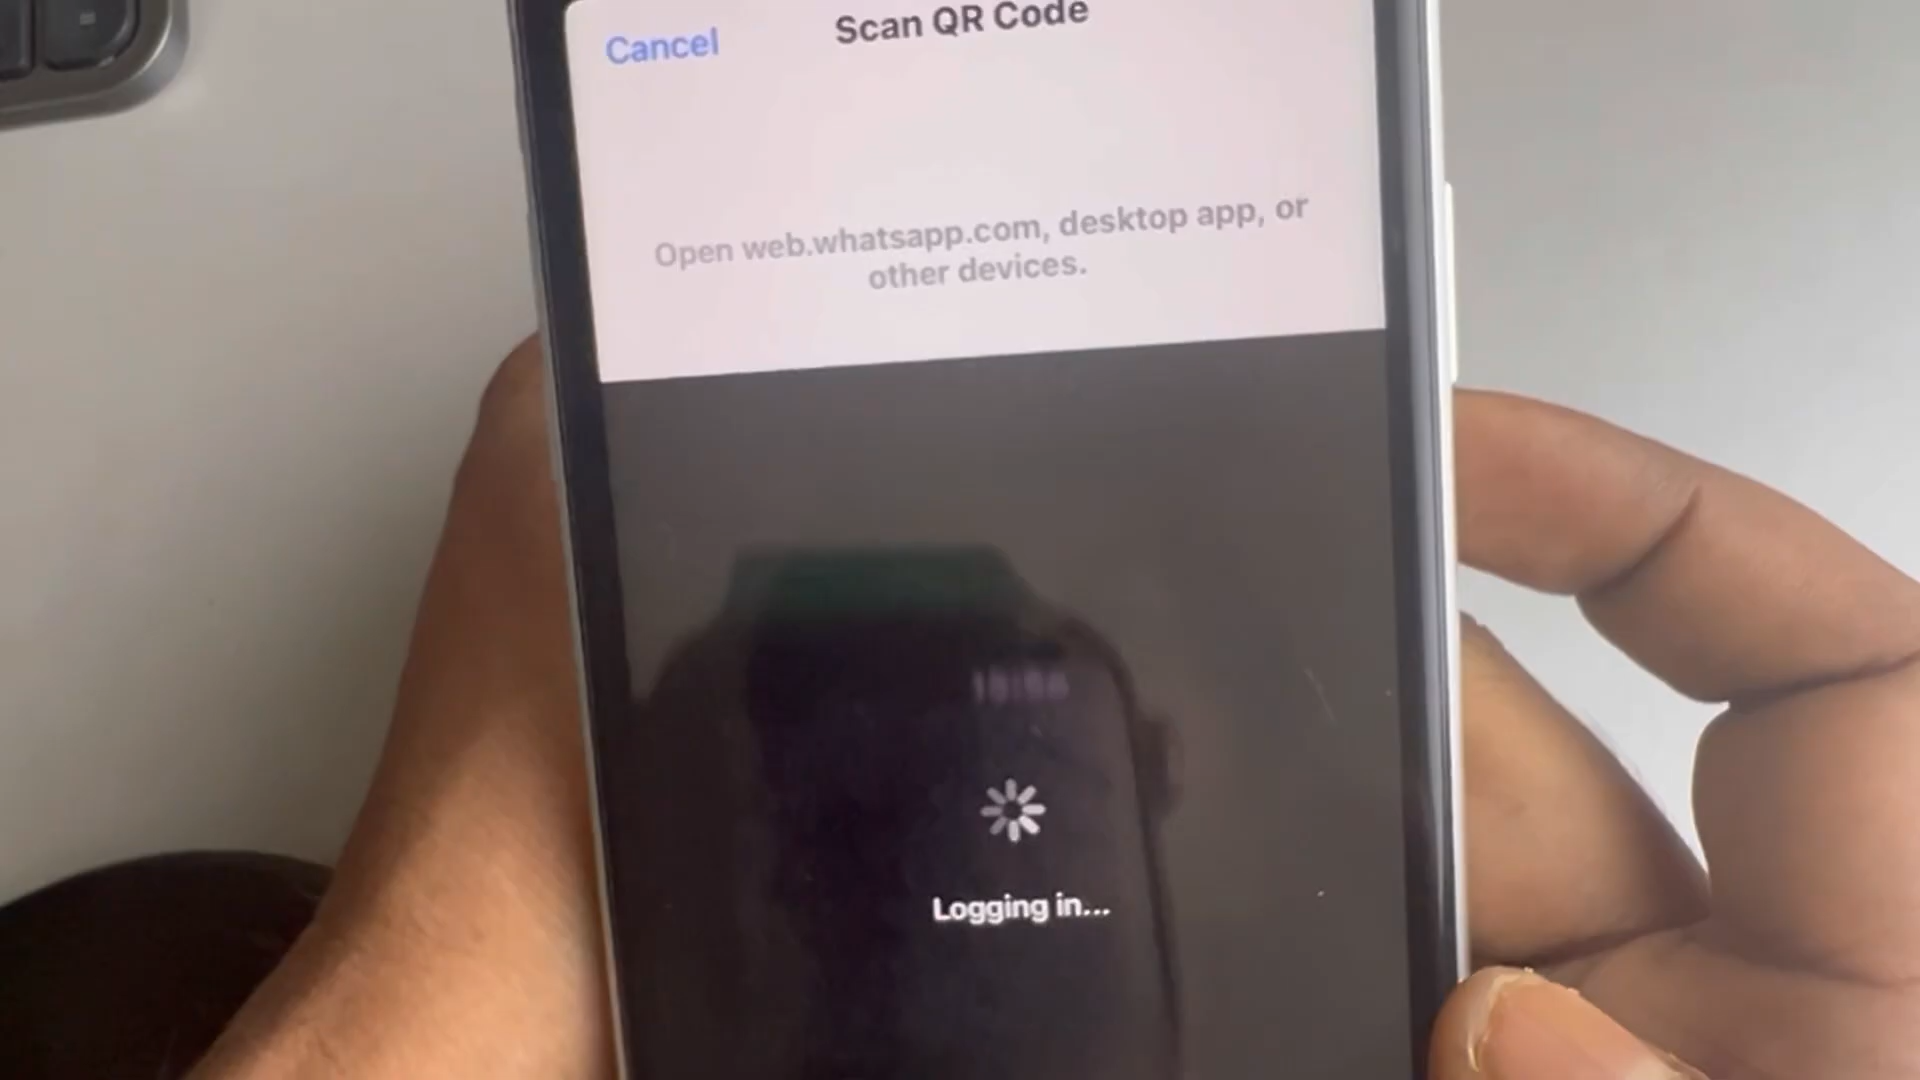 Cancel
Scan QR Code
Open web.whatsapp.com, desktop app, or
other devices.
Logging in...